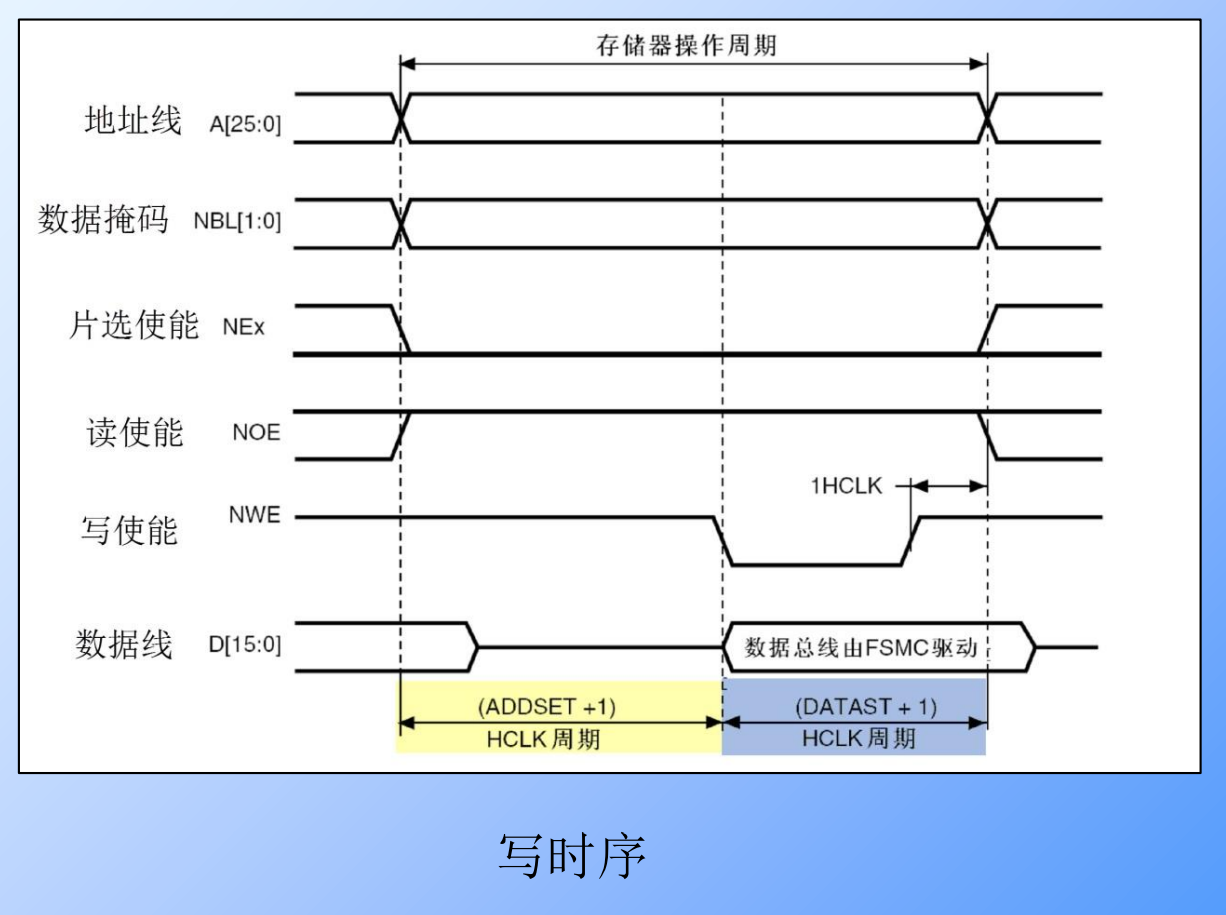 存储器操作周期
地址线 A[25:0]
数据掩码 NBL[1:0]
片选使能 NEx
读使能 NOE
1HCLK
写使能 NWE
数据线 D[15:0] 数据总线由FSMC驱动
(ADDSET +1) (DATAST + 1)
HCLK周期 HCLK周期
写时序